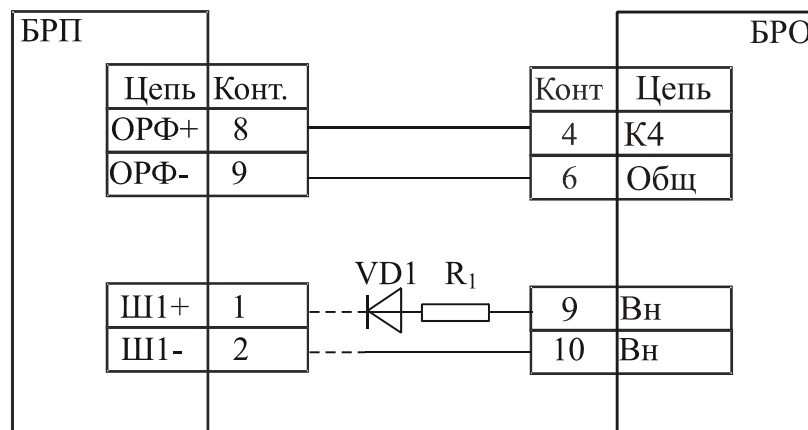 БРП БРО
Цепь Конт. Конт Цепь
ОРФ+ 8 4 К4
ОРФ- 9 6 Общ
VD1 R1
Ш1+ 1 9 Вн
Ш1- 2 10 Вн